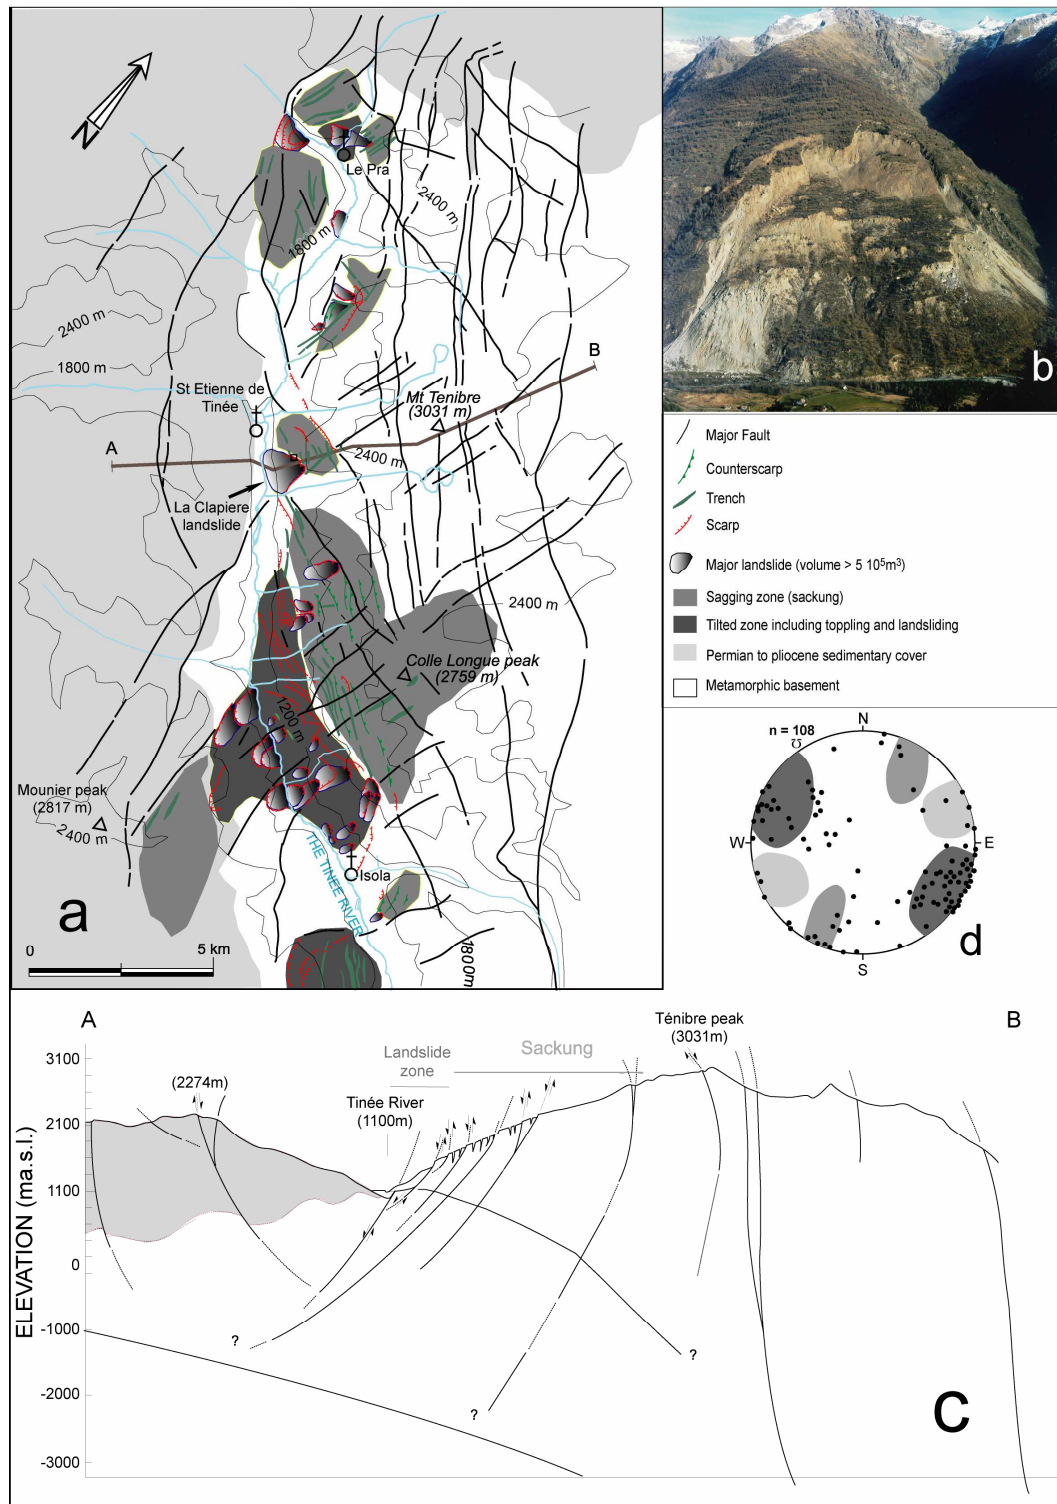 N
Le Pra
2400 m
1800 m
2400 m
1800 m
B
St Etienne de
Tinée
Mt Tenibre
(3031 m)
A
2400 m
La Clapiere
landslide
2400 m
Colle Longue peak
(2759 m)
1200 m
Mounier peak
(2817 m)
2400 m
THE TINEE RIVER
Isola
a
0
5 km
1800m
b
Major Fault
Counterscarp
Trench
Scarp
Major landslide (volume > 5 10⁵m³)
Sagging zone (sackung)
Tilted zone including toppling and landsliding
Permian to pliocene sedimentary cover
Metamorphic basement
n = 108
N
W
E
S
d
A
B
Ténibre peak
(3031m)
Landslide
zone
Sackung
(2274m)
Tinée River
(1100m)
ELEVATION (ma.s.l.)
3100
2100
1100
0
-1000
-2000
-3000
?
?
?
c